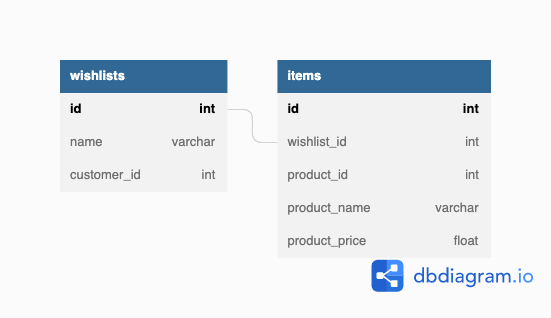 wishlists
id int
name varchar
customer_id int
items
id int
wishlist_id int
product_id int
product_name varchar
product_price float
dbdiagram.io